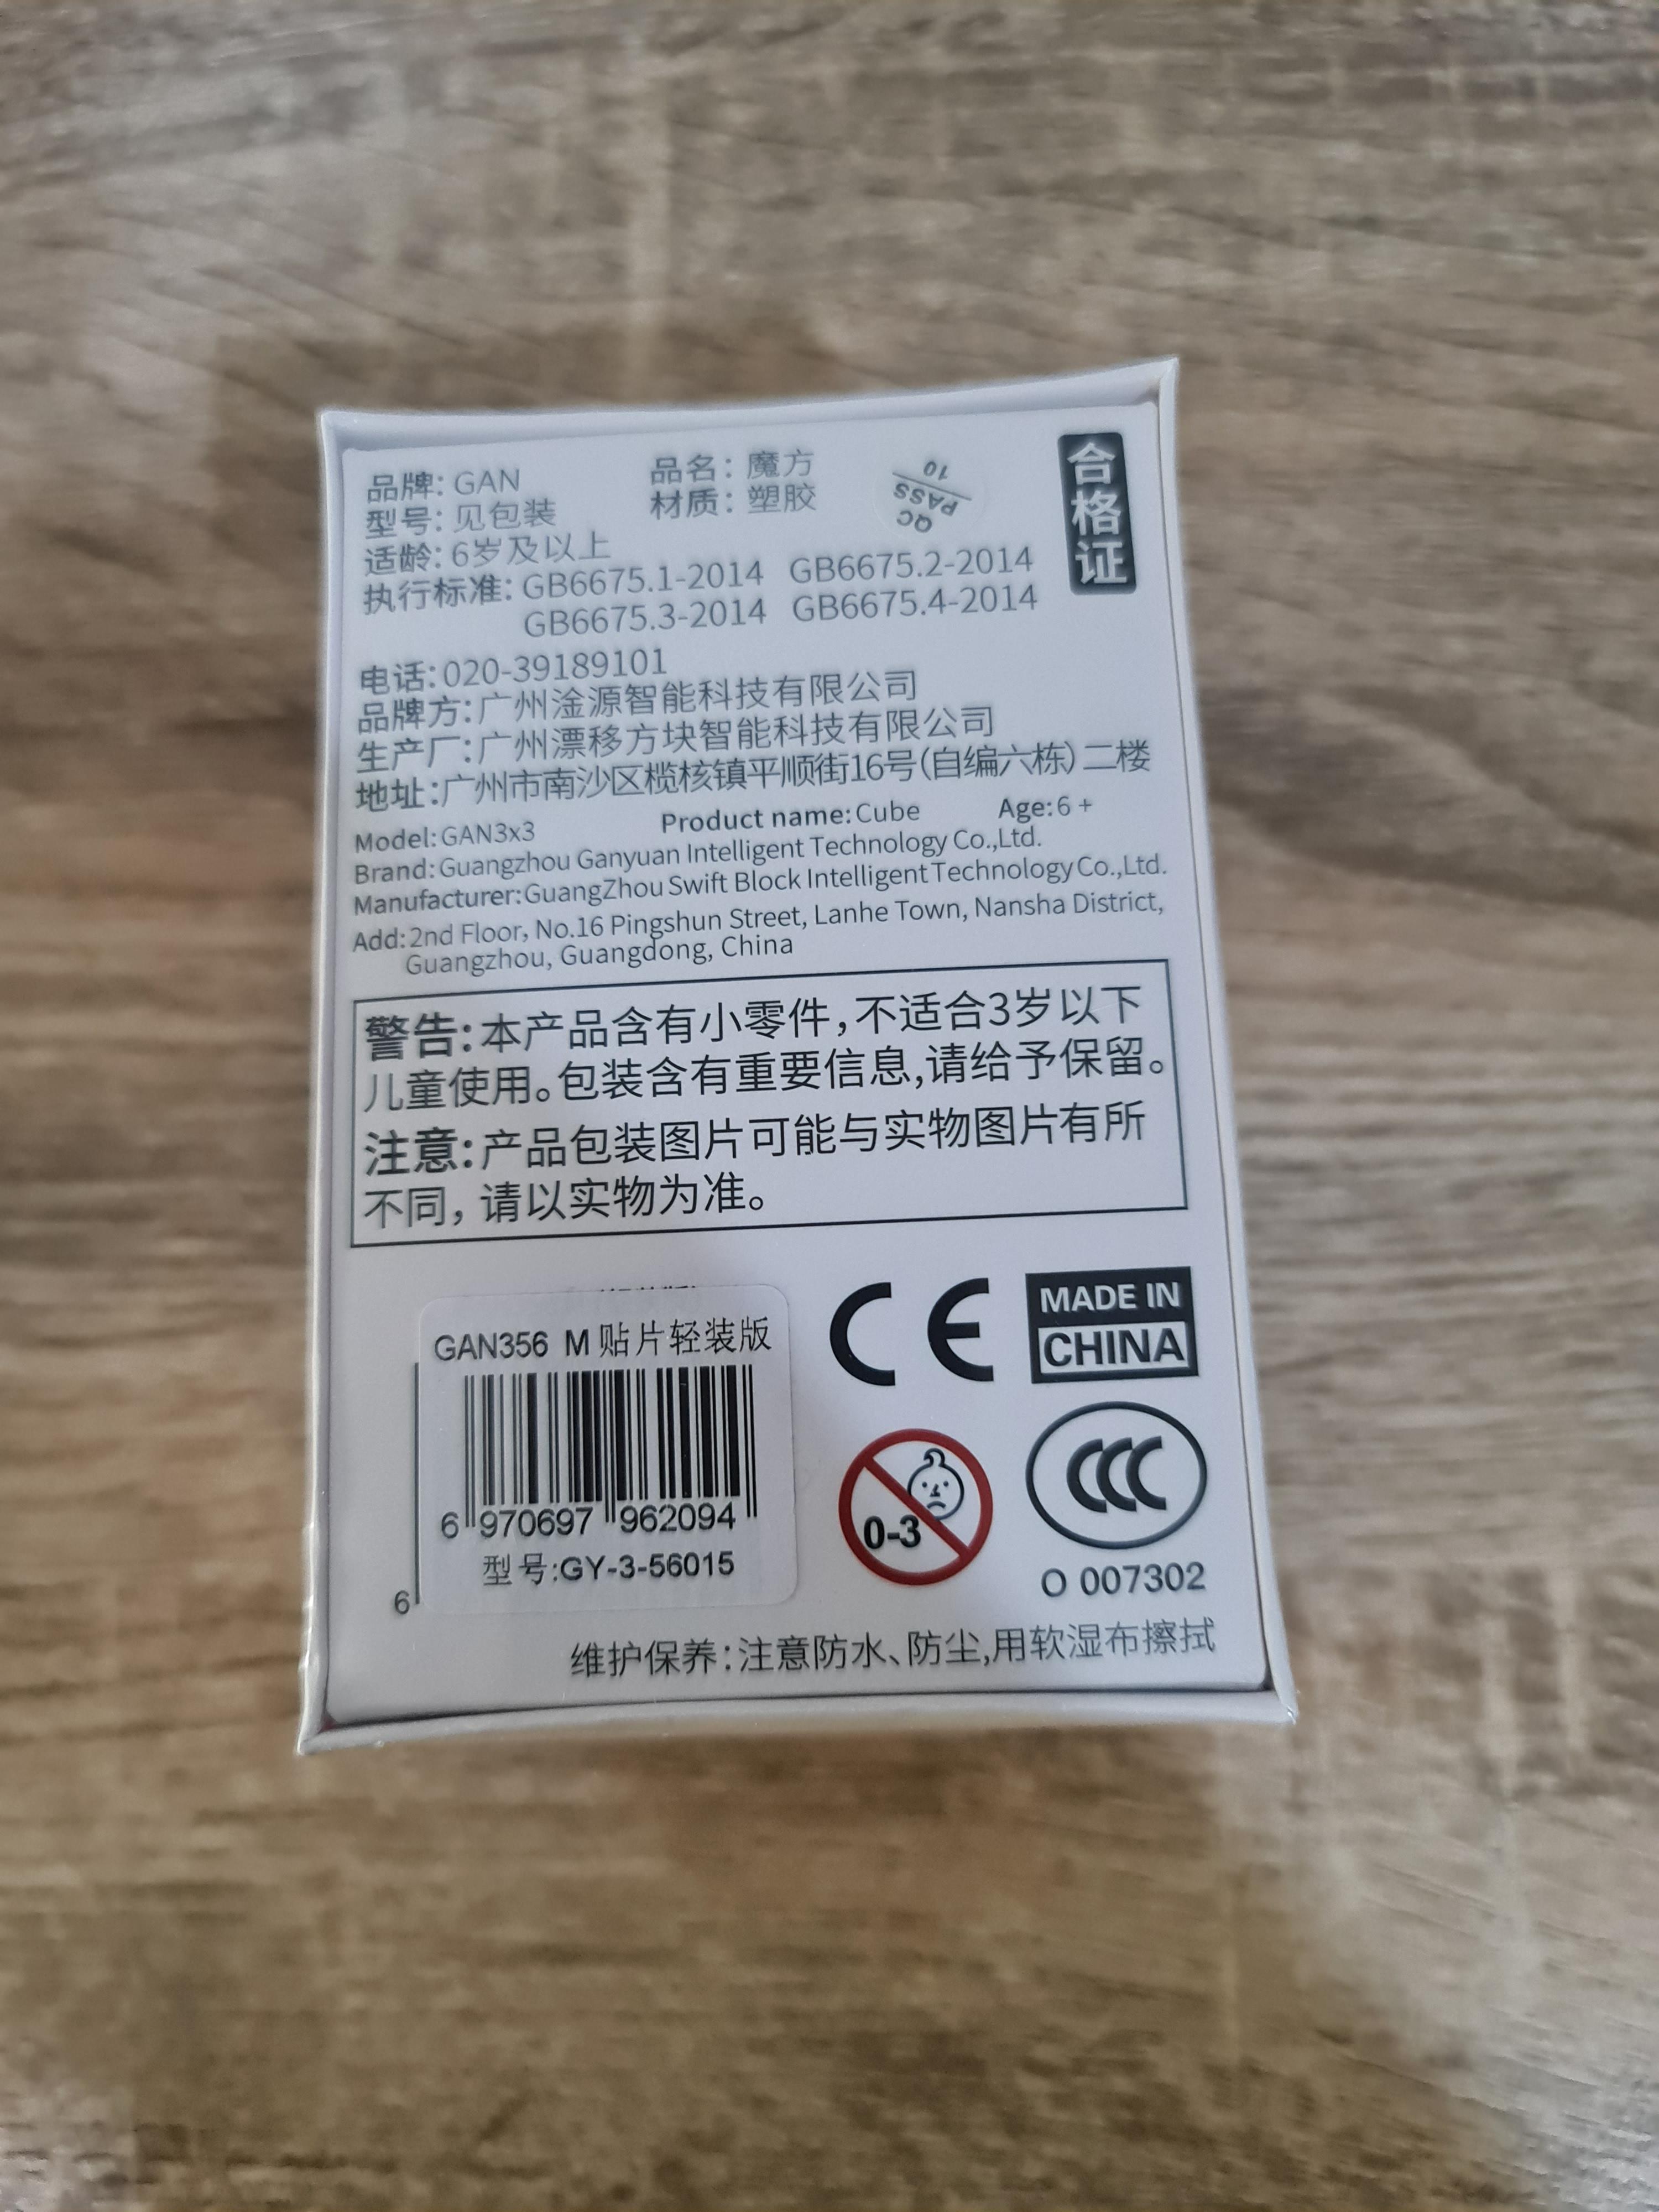 品牌：GAN 品名：魔方
型号：见包装 材质：塑胶
QC
PASS
10
合格证
适龄：6岁及以上
执行标准：GB6675.1-2014 GB6675.2-2014
GB6675.3-2014 GB6675.4-2014
电话：020-39189101
品牌方：广州淦源智能科技有限公司
生产厂：广州漂移方块智能科技有限公司
地址：广州市南沙区榄核镇平顺街16号（自编六栋）二楼
Model:GAN3x3 Product name:Cube Age:6 +
Brand:Guangzhou Ganyuan Intelligent Technology Co.,Ltd.
Manufacturer:GuangZhou Swift Block Intelligent Technology Co.,Ltd.
Add:2nd Floor, No.16 Pingshun Street, Lanhe Town, Nansha District,
Guangzhou, Guangdong, China
警告：本产品含有小零件，不适合3岁以下
儿童使用。包装含有重要信息，请给予保留。
注意：产品包装图片可能与实物图片有所
不同，请以实物为准。
GAN356 M 贴片轻装版
6 970697 962094
型号:GY-3-56015
6
CE
MADE IN
CHINA
0-3
CCC
O 007302
维护保养：注意防水、防尘，用软湿布擦拭